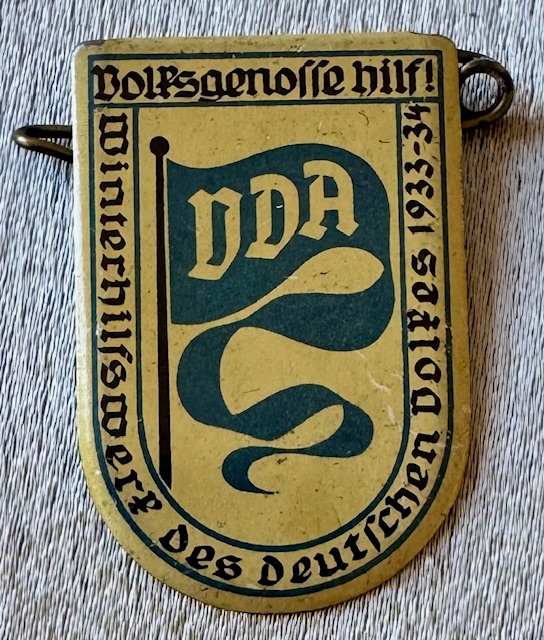 Volksgenosse hilf!
Winterhilfswerk des deutschen Volkes 1933-34
VDA